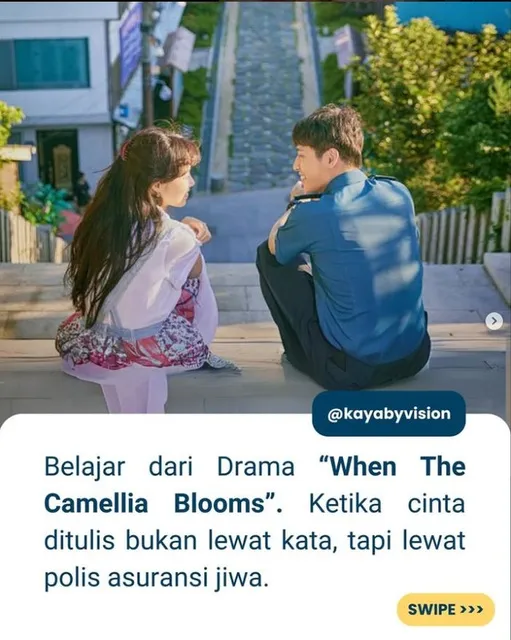 @kayabyvision
Belajar dari Drama “When The
Camellia Blooms”. Ketika cinta
ditulis bukan lewat kata, tapi lewat
polis asuransi jiwa.
SWIPE >>>